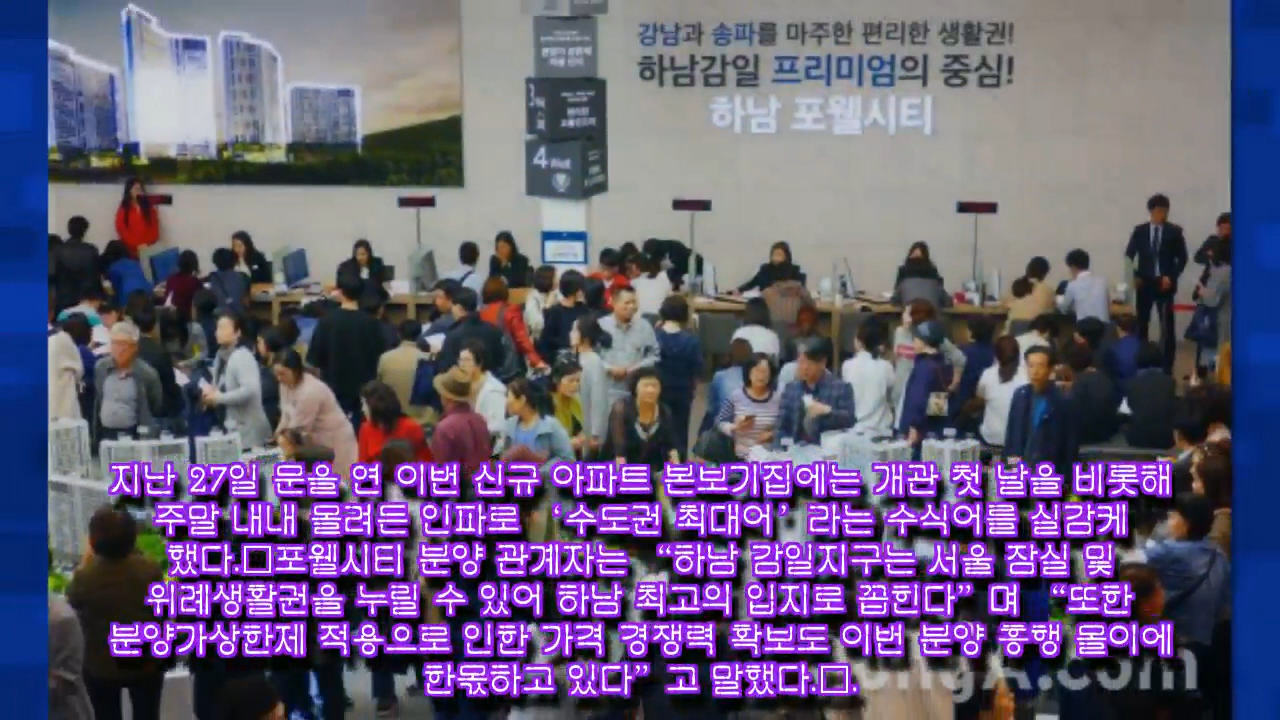 강남과 송파를 마주한 편리한 생활권!
하남감일 프리미엄의 중심!
하남 포웰시티
4 Week
지난 27일 문을 연 이번 신규 아파트 본보기집에는 개관 첫 날을 비롯해
주말 내내 몰려든 인파로 ‘수도권 최대어’ 라는 수식어를 실감케
했다.□포웰시티 분양 관계자는 “하남 감일지구는 서울 잠실 및
위례생활권을 누릴 수 있어 하남 최고의 입지로 꼽힌다” 며 “또한
분양가상한제 적용으로 인한 가격 경쟁력 확보도 이번 분양 흥행 몰이에
한몫하고 있다” 고 말했다.□.